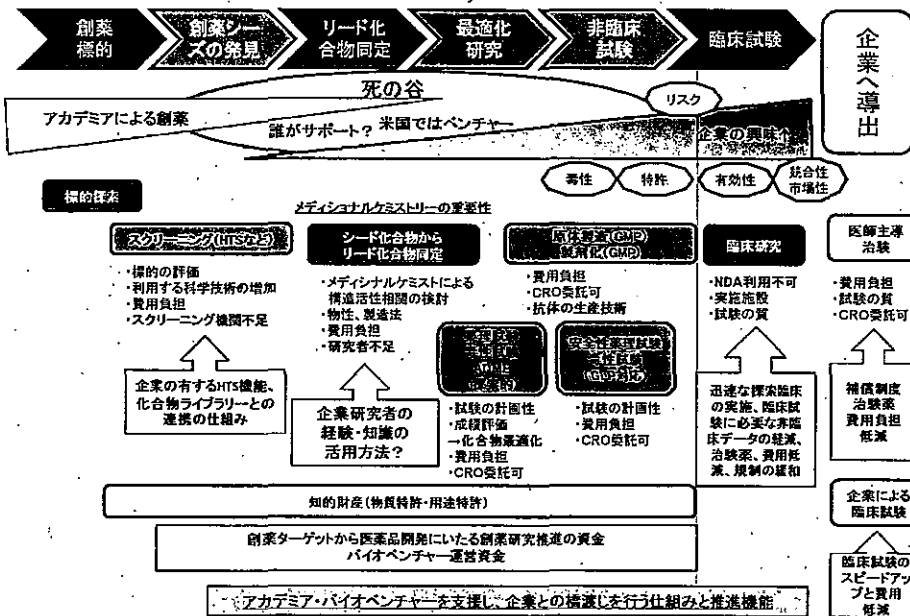 創薬
標的
創薬シー
ズの発見
リード化
合物同定
最適化
研究
非臨床
試験
臨床試験
企業へ導出
死の谷
リスク
アカデミアによる創薬
誰がサポート?
米国ではベンチャー
企業の興味
毒性
特許
有効性
統合性
市場性
標的探索
メディショナルケミストリーの重要性
スクリーニング(HTSなど)
・標的の評価
・利用する科学技術の増加
・費用負担
・スクリーニング機関不足
企業の有するHTS機能、
化合物ライブラリーとの
連携の仕組み
シード化合物から
リード化合物同定
・メディシナルケミストによる
構造活性相関の検討
・物性、製造法
・費用負担
・研究者不足
企業研究者の
経験・知識の
活用方法?
原体製造(GMP)
製剤化(GMP)
・費用負担
・CRO委託可
・抗体の生産技術
薬理試験
毒性試験
・試験の計画性
・成績評価
→化合物最適化
・費用負担
・CRO委託可
安全性薬理試験
毒性試験
(GLP対応)
・試験の計画性
・費用負担
・CRO委託可
臨床研究
・NDA利用不可
・実施施設
・試験の質
迅速な探索臨床
の実施、臨床試
験に必要な非臨
床データの軽減、
治験薬、費用低
減、規制の緩和
医師主導
治験
・費用負担
・試験の質
・CRO委託可
補償制度
治験薬
費用負担
低減
企業による
臨床試験
臨床試験の
スピードアッ
プと費用
低減
知的財産(物質特許・用途特許)
創薬ターゲットから医薬品開発にいたる創薬研究推進の資金
バイオベンチャー運営資金
アカデミア・バイオベンチャーを支援し、企業との橋渡しを行う仕組みと推進機能